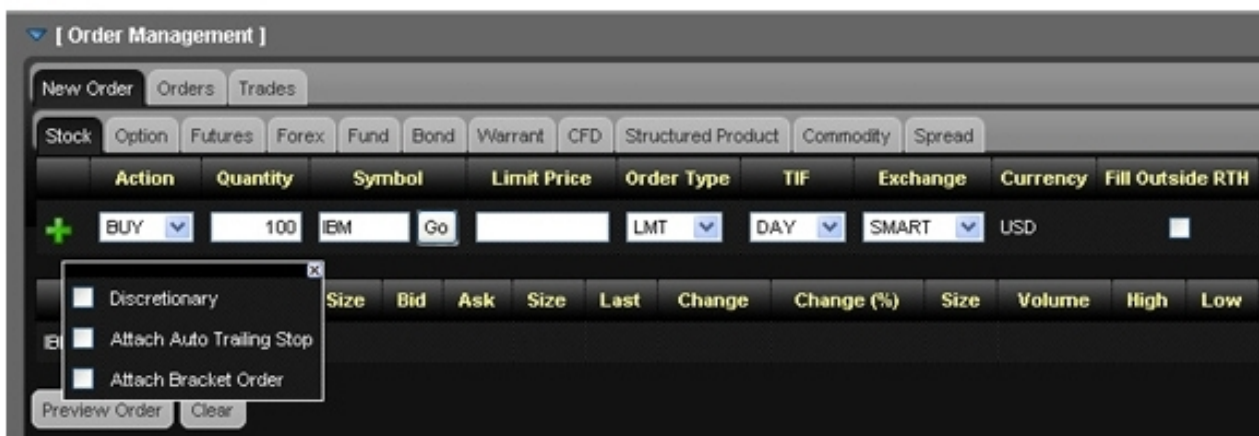 [ Order Management ]
New Order Orders Trades
Stock Option Futures Forex Fund Bond Warrant CFD Structured Product Commodity Spread
Action Quantity Symbol Limit Price Order Type TIF Exchange Currency Fill Outside RTH
BUY 100 IBM Go LMT DAY SMART USD
Discretionary
Size Bid Ask Size Last Change Change (%) Size Volume High Low
Attach Auto Trailing Stop
Attach Bracket Order
Preview Order Clear